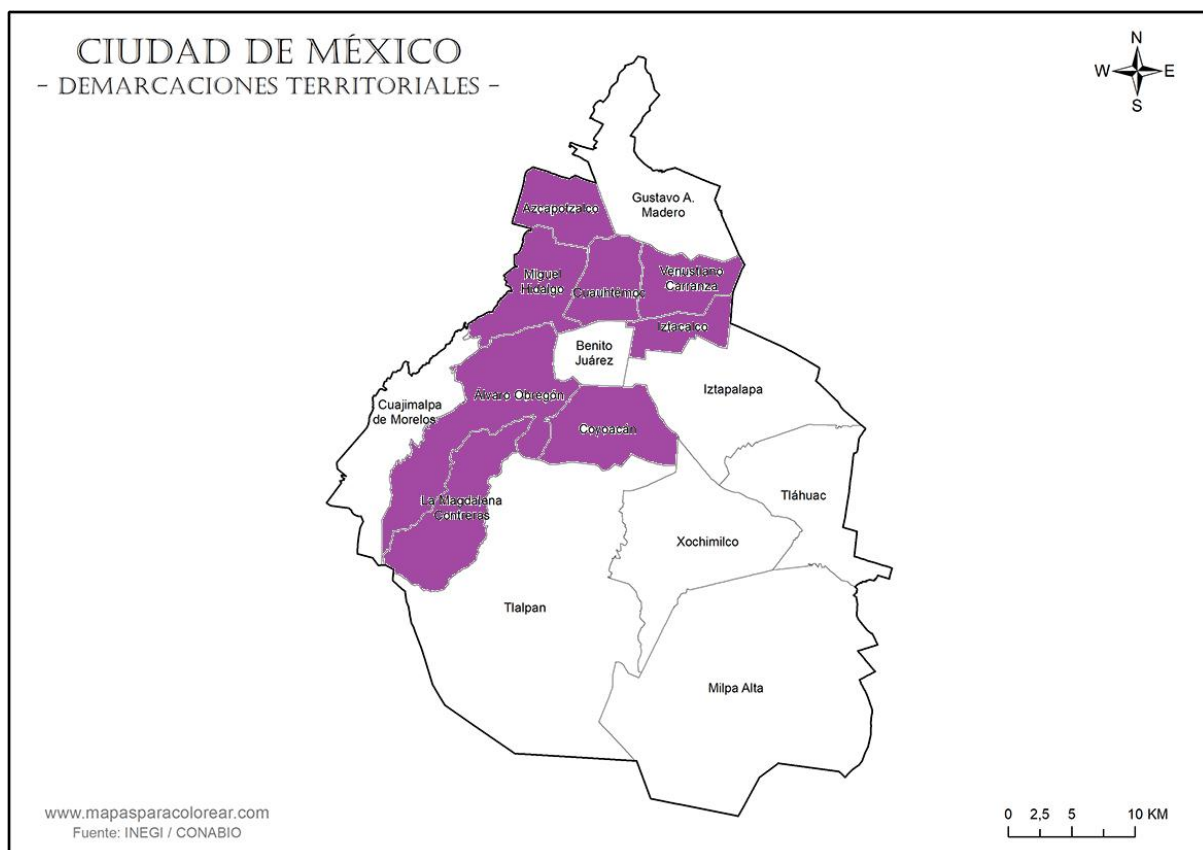 CIUDAD DE MÉXICO
- DEMARCACIONES TERRITORIALES -
N
W
E
S
Gustavo A.
Madero
Azcapotzalco
Miguel
Hidalgo
Cuauhtémoc
Venustiano
Carranza
Iztacalco
Benito
Juárez
Iztapalapa
Cuajimalpa
de Morelos
Álvaro Obregón
Coyoacán
La Magdalena
Contreras
Tláhuac
Xochimilco
Tlalpan
Milpa Alta
www.mapasparacolorear.com
Fuente: INEGI / CONABIO
0 2,5 5 10 KM